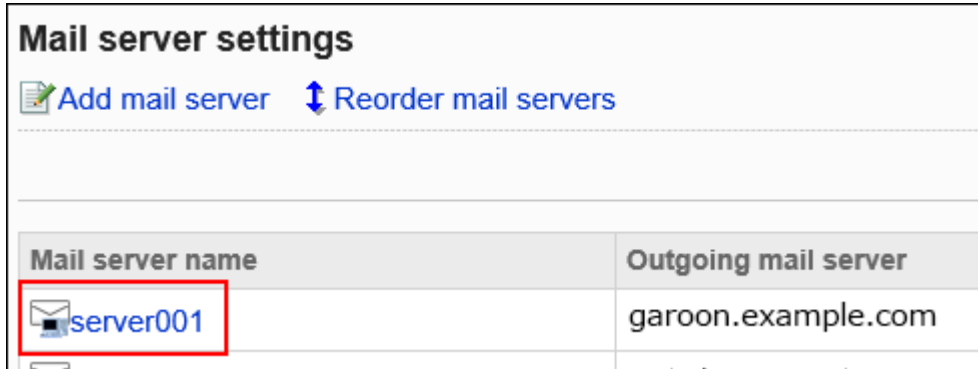 Mail server settings
Add mail server Reorder mail servers
Mail server name Outgoing mail server
server001 garoon.example.com